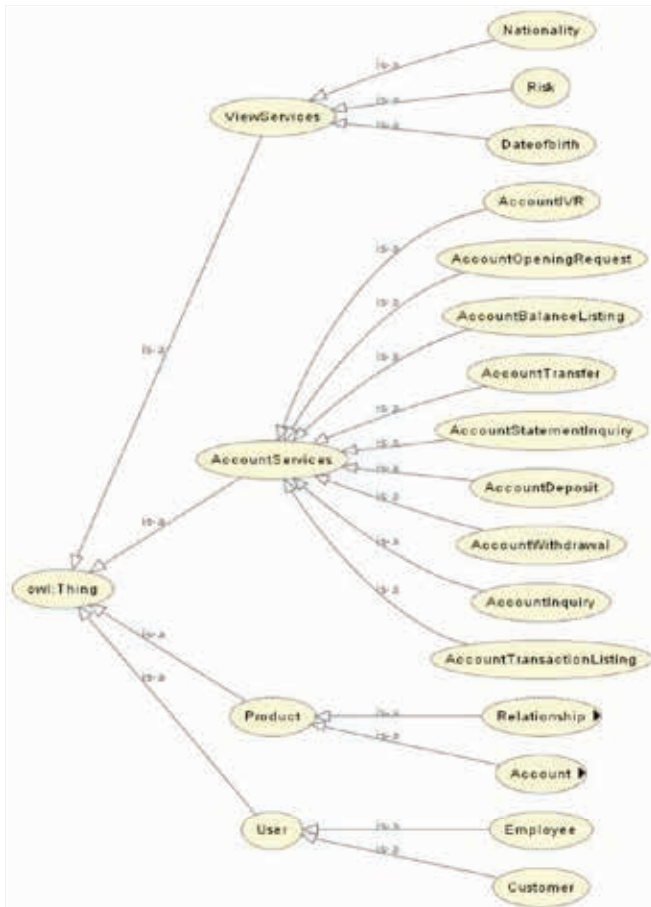 Nationality
is-a
Risk
is-a
ViewServices
is-a
Dateofbirth
AccountIVR
is-a
AccountOpeningRequest
is-a
AccountBalanceListing
is-a
is-a
AccountTransfer
is-a
AccountStatementInquiry
is-a
AccountServices
is-a
AccountDeposit
is-a
is-a
AccountWithdrawal
is-a
owl:Thing
AccountInquiry
is-a
AccountTransactionListing
is-a
is-a
Product
is-a
Relationship
is-a
Account
User
is-a
Employee
is-a
Customer